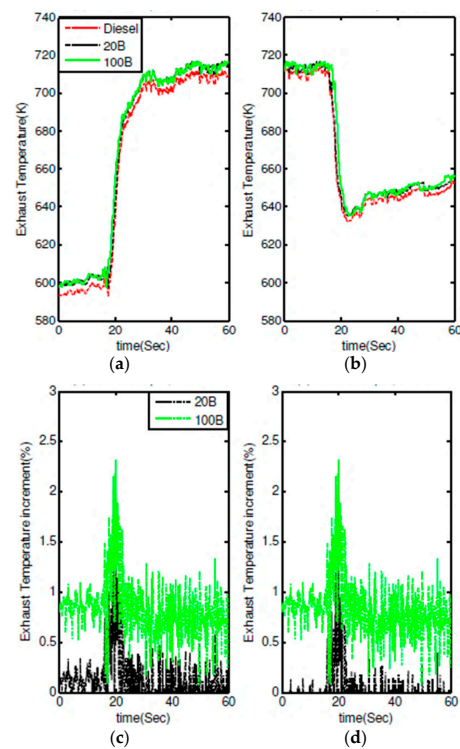 740
720
700
680
660
640
620
600
580
Exhaust Temperature(K)
Diesel
20B
100B
0
20
40
60
time(Sec)
(a)
740
720
700
680
660
640
620
600
580
Exhaust Temperature(K)
0
20
40
60
time(Sec)
(b)
3
2.5
2
1.5
1
0.5
0
Exhaust Temperature increment(%)
20B
100B
0
20
40
60
time(Sec)
(c)
3
2.5
2
1.5
1
0.5
0
Exhaust Temperature increment(%)
0
20
40
60
time(Sec)
(d)